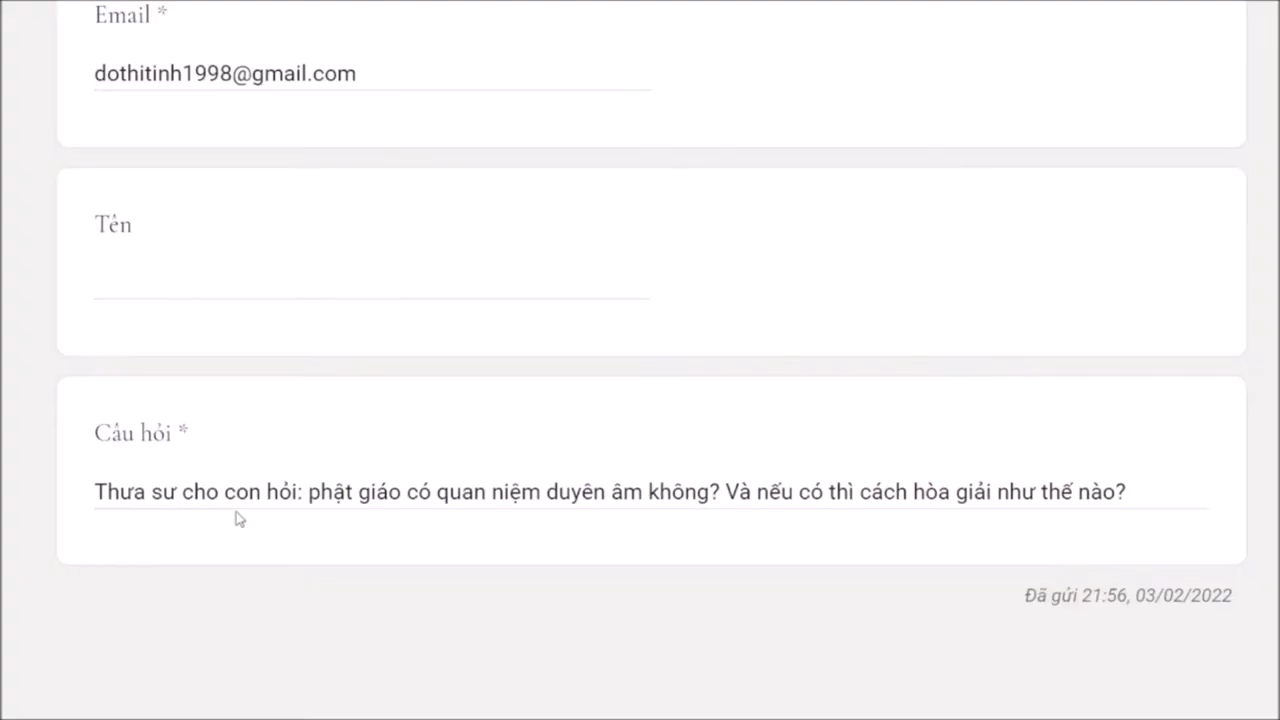 Email *
dothitinh1998@gmail.com
Tên
Câu hỏi *
Thưa sư cho con hỏi: phật giáo có quan niệm duyên âm không? Và nếu có thì cách hòa giải như thế nào?
Đã gửi 21:56, 03/02/2022